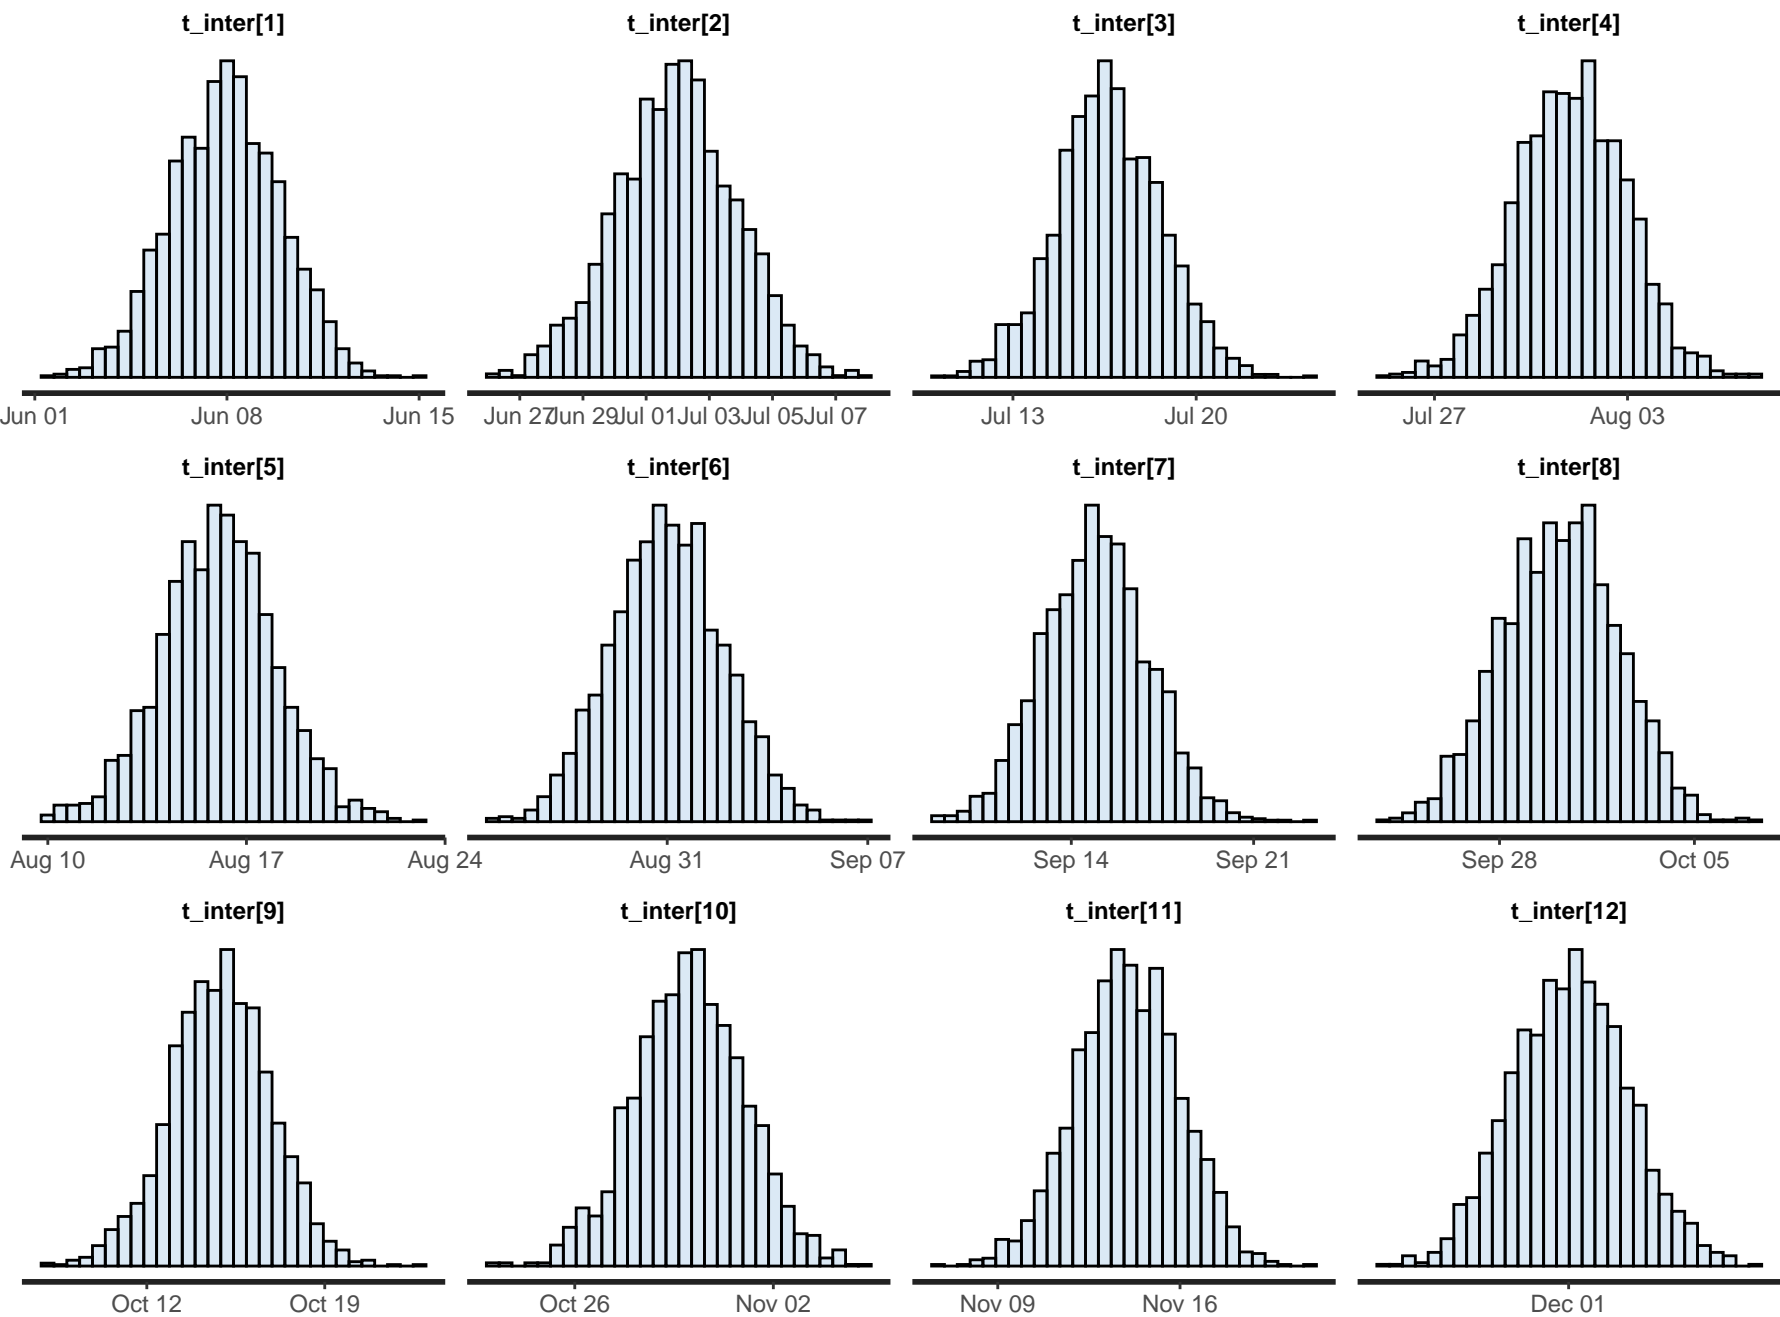 t_inter[1] t_inter[2] t_inter[3] t_inter[4]
Jun 01 Jun 08 Jun 15 Jun 27 Jun 29 Jul 01 Jul 03 Jul 05 Jul 07 Jul 13 Jul 20 Jul 27 Aug 03
t_inter[5] t_inter[6] t_inter[7] t_inter[8]
Aug 10 Aug 17 Aug 24 Aug 31 Sep 07 Sep 14 Sep 21 Sep 28 Oct 05
t_inter[9] t_inter[10] t_inter[11] t_inter[12]
Oct 12 Oct 19 Oct 26 Nov 02 Nov 09 Nov 16 Dec 01